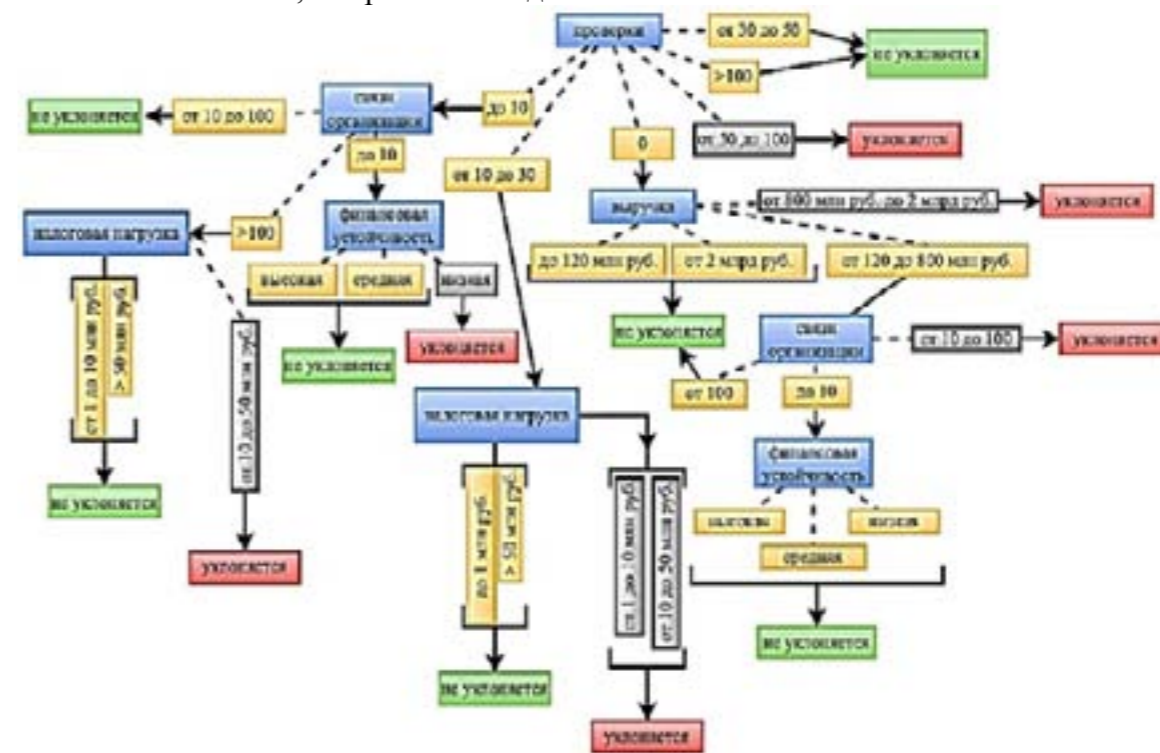 проверки
от 30 до 50
не уклоняется
>100
связи
организации
до 10
от 10 до 100
не уклоняется
0
от 50 до 100
уклоняется
до 10
от 10 до 30
выручка
от 800 млн руб. до 2 млрд руб.
уклоняется
налоговая нагрузка
>100
финансовая
устойчивость
до 120 млн руб.
от 2 млрд руб.
от 120 до 800 млн руб.
высокая
средняя
низкая
от 1 до 10 млн руб.
> 50 млн руб.
от 10 до 50 млн руб.
не уклоняется
уклоняется
не уклоняется
связи
организации
от 10 до 100
уклоняется
от 100
до 10
налоговая нагрузка
финансовая
устойчивость
не уклоняется
до 1 млн руб.
> 50 млн руб.
от 1 до 10 млн руб.
от 10 до 50 млн руб.
высокая
низкая
средняя
уклоняется
не уклоняется
не уклоняется
уклоняется